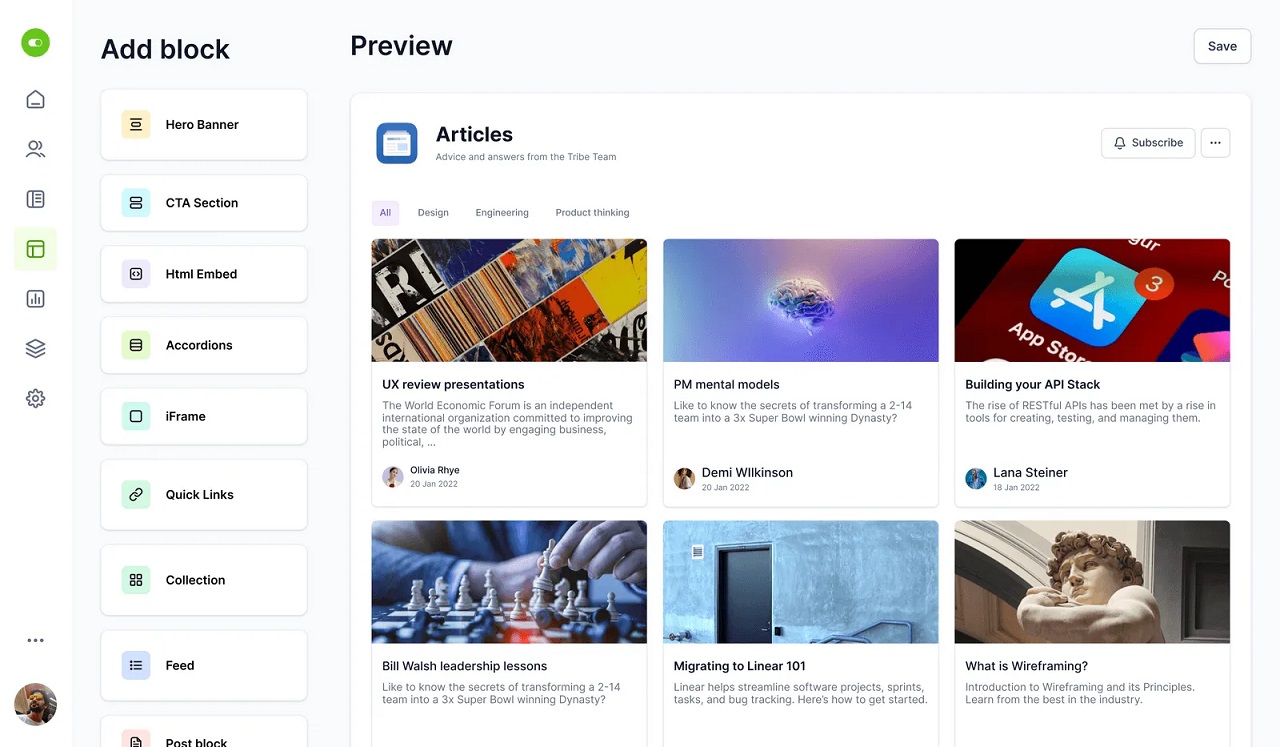 Add block
Preview
Save
Hero Banner
CTA Section
Html Embed
Accordions
iFrame
Quick Links
Collection
Feed
Post block
Articles
Advice and answers from the Tribe Team
Subscribe
All
Design
Engineering
Product thinking
UX review presentations
The World Economic Forum is an independent
international organization committed to improving
the state of the world by engaging business,
political, ...
Olivia Rhye
20 Jan 2022
PM mental models
Like to know the secrets of transforming a 2-14
team into a 3x Super Bowl winning Dynasty?
Demi WIlkinson
20 Jan 2022
3
App Store
Building your API Stack
The rise of RESTful APIs has been met by a rise in
tools for creating, testing, and managing them.
Lana Steiner
18 Jan 2022
Bill Walsh leadership lessons
Like to know the secrets of transforming a 2-14
team into a 3x Super Bowl winning Dynasty?
Migrating to Linear 101
Linear helps streamline software projects, sprints,
tasks, and bug tracking. Here's how to get started.
What is Wireframing?
Introduction to Wireframing and its Principles.
Learn from the best in the industry.